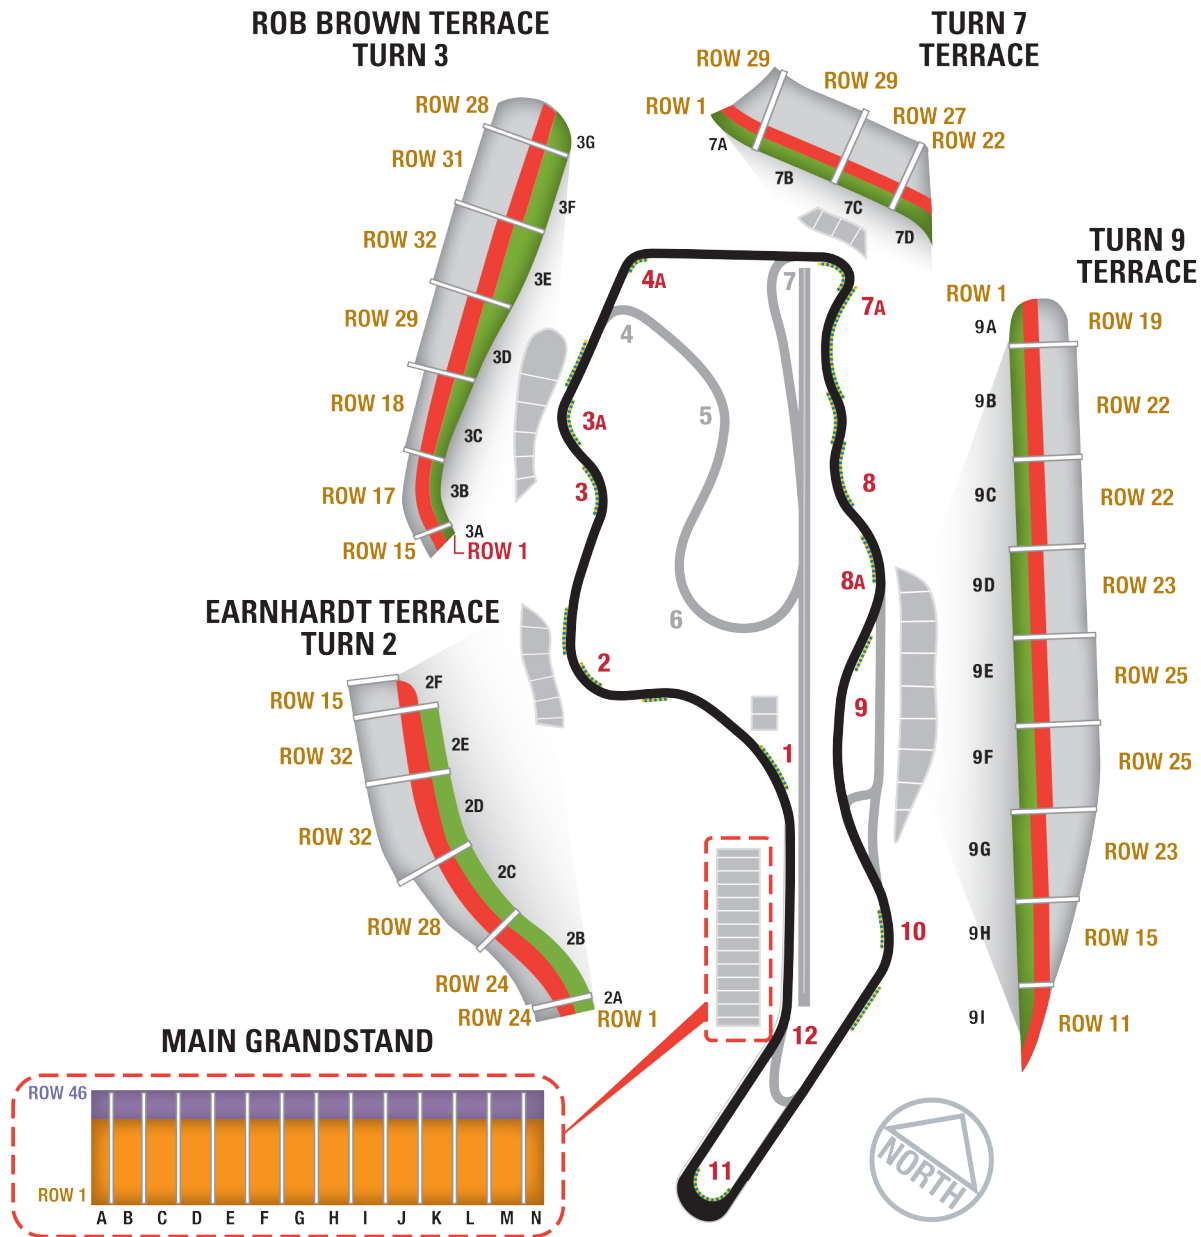 ROB BROWN TERRACE
TURN 3
ROW 28
ROW 31
ROW 32
ROW 29
ROW 18
ROW 17
ROW 15
3G
3F
3E
3D
3C
3B
3A
ROW 1
TURN 7
TERRACE
ROW 29
ROW 29
ROW 1
ROW 27
ROW 22
7A
7B
7C
7D
TURN 9
TERRACE
ROW 1
9A
ROW 19
9B
ROW 22
9C
ROW 22
9D
ROW 23
9E
ROW 25
9F
ROW 25
9G
ROW 23
9H
ROW 15
9I
ROW 11
4A
7
7A
4
5
3A
3
8
8A
6
2
9
1
10
12
11
EARNHARDT TERRACE
TURN 2
ROW 15
2F
ROW 32
2E
ROW 32
2D
2C
ROW 28
2B
ROW 24
2A
ROW 24
ROW 1
MAIN GRANDSTAND
ROW 46
ROW 1
A B C D E F G H I J K L M N
NORTH